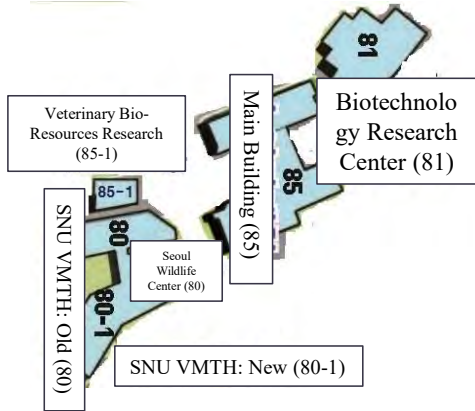 81
Veterinary Bio-
Resources Research
(85-1)
Main Building (85)
Biotechnolo
gy Research
Center (81)
85-1
85
SNU VMTH: Old (80)
80
Seoul
Wildlife
Center (80)
80-1
SNU VMTH: New (80-1)